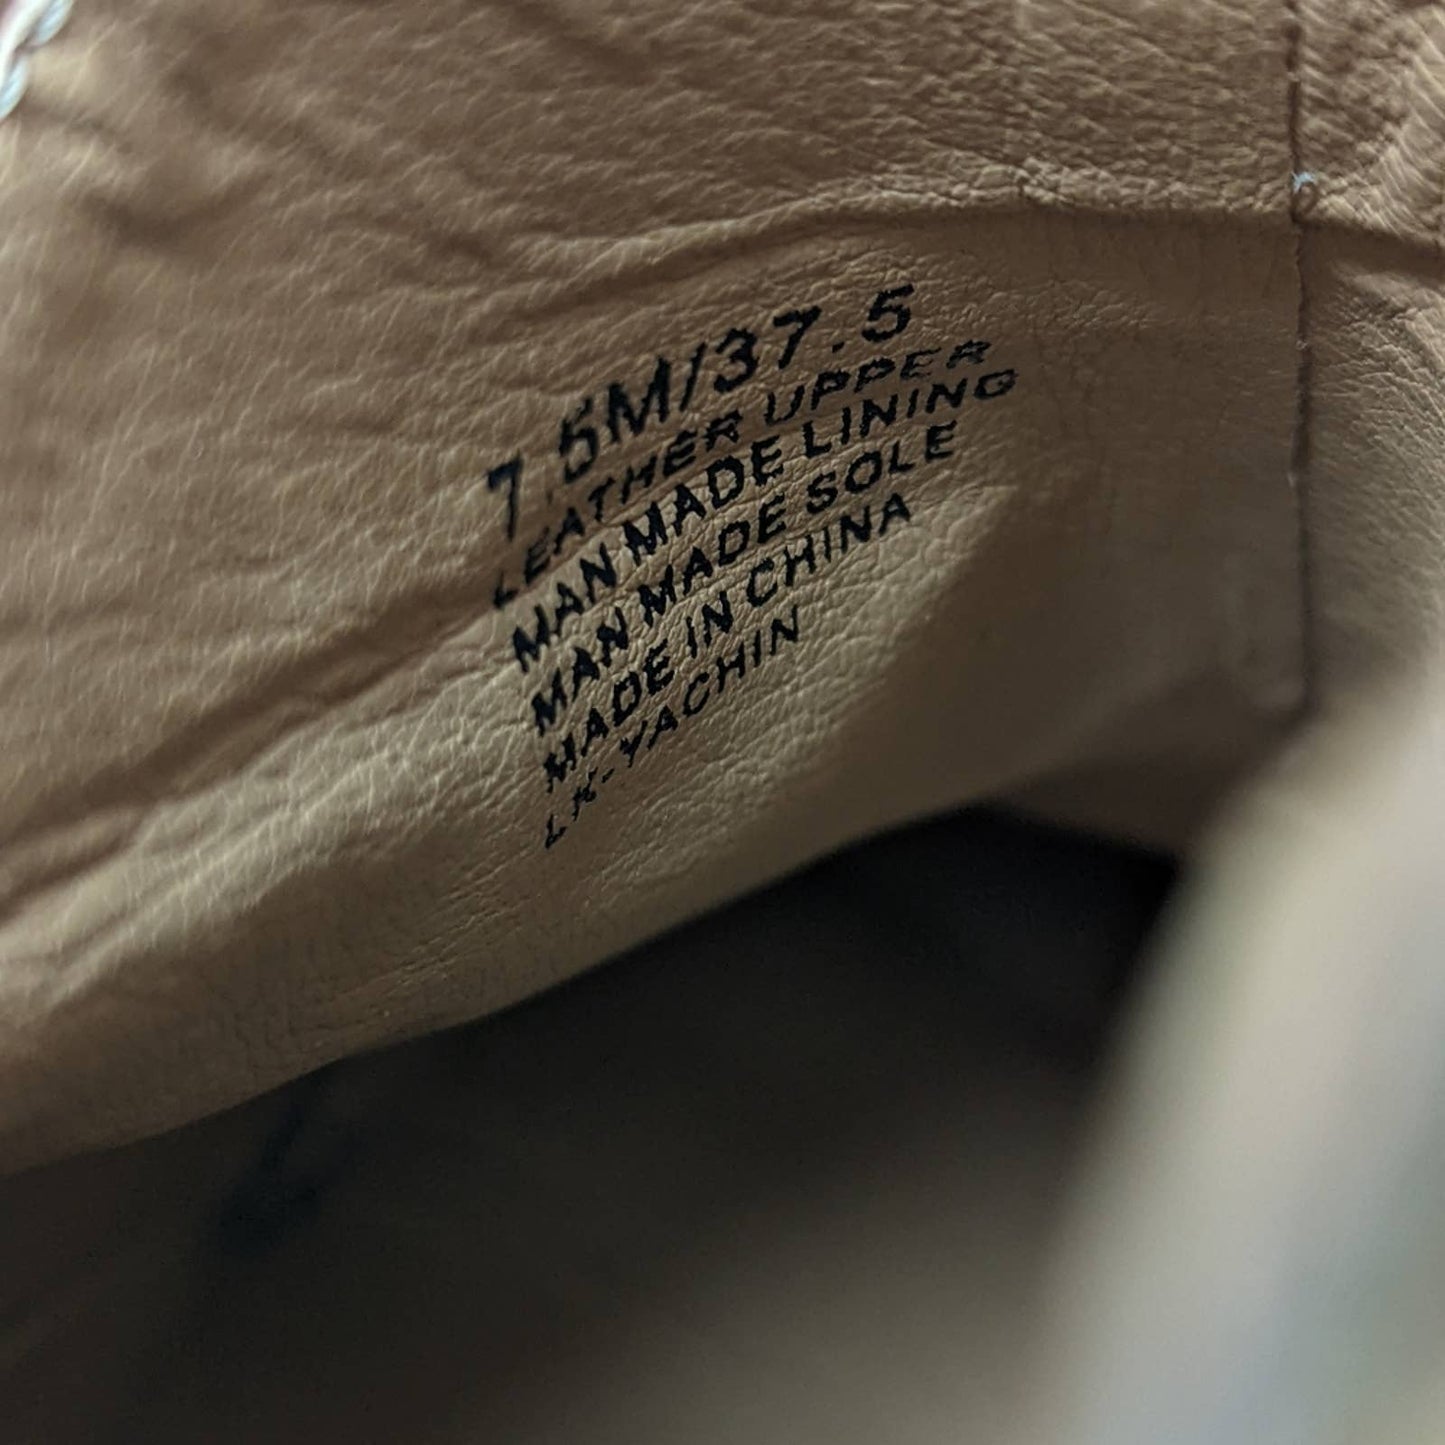 7.5M/37.5
LEATHER UPPER
MAN MADE LINING
MAN MADE SOLE
MADE IN CHINA
LK-YACHIN